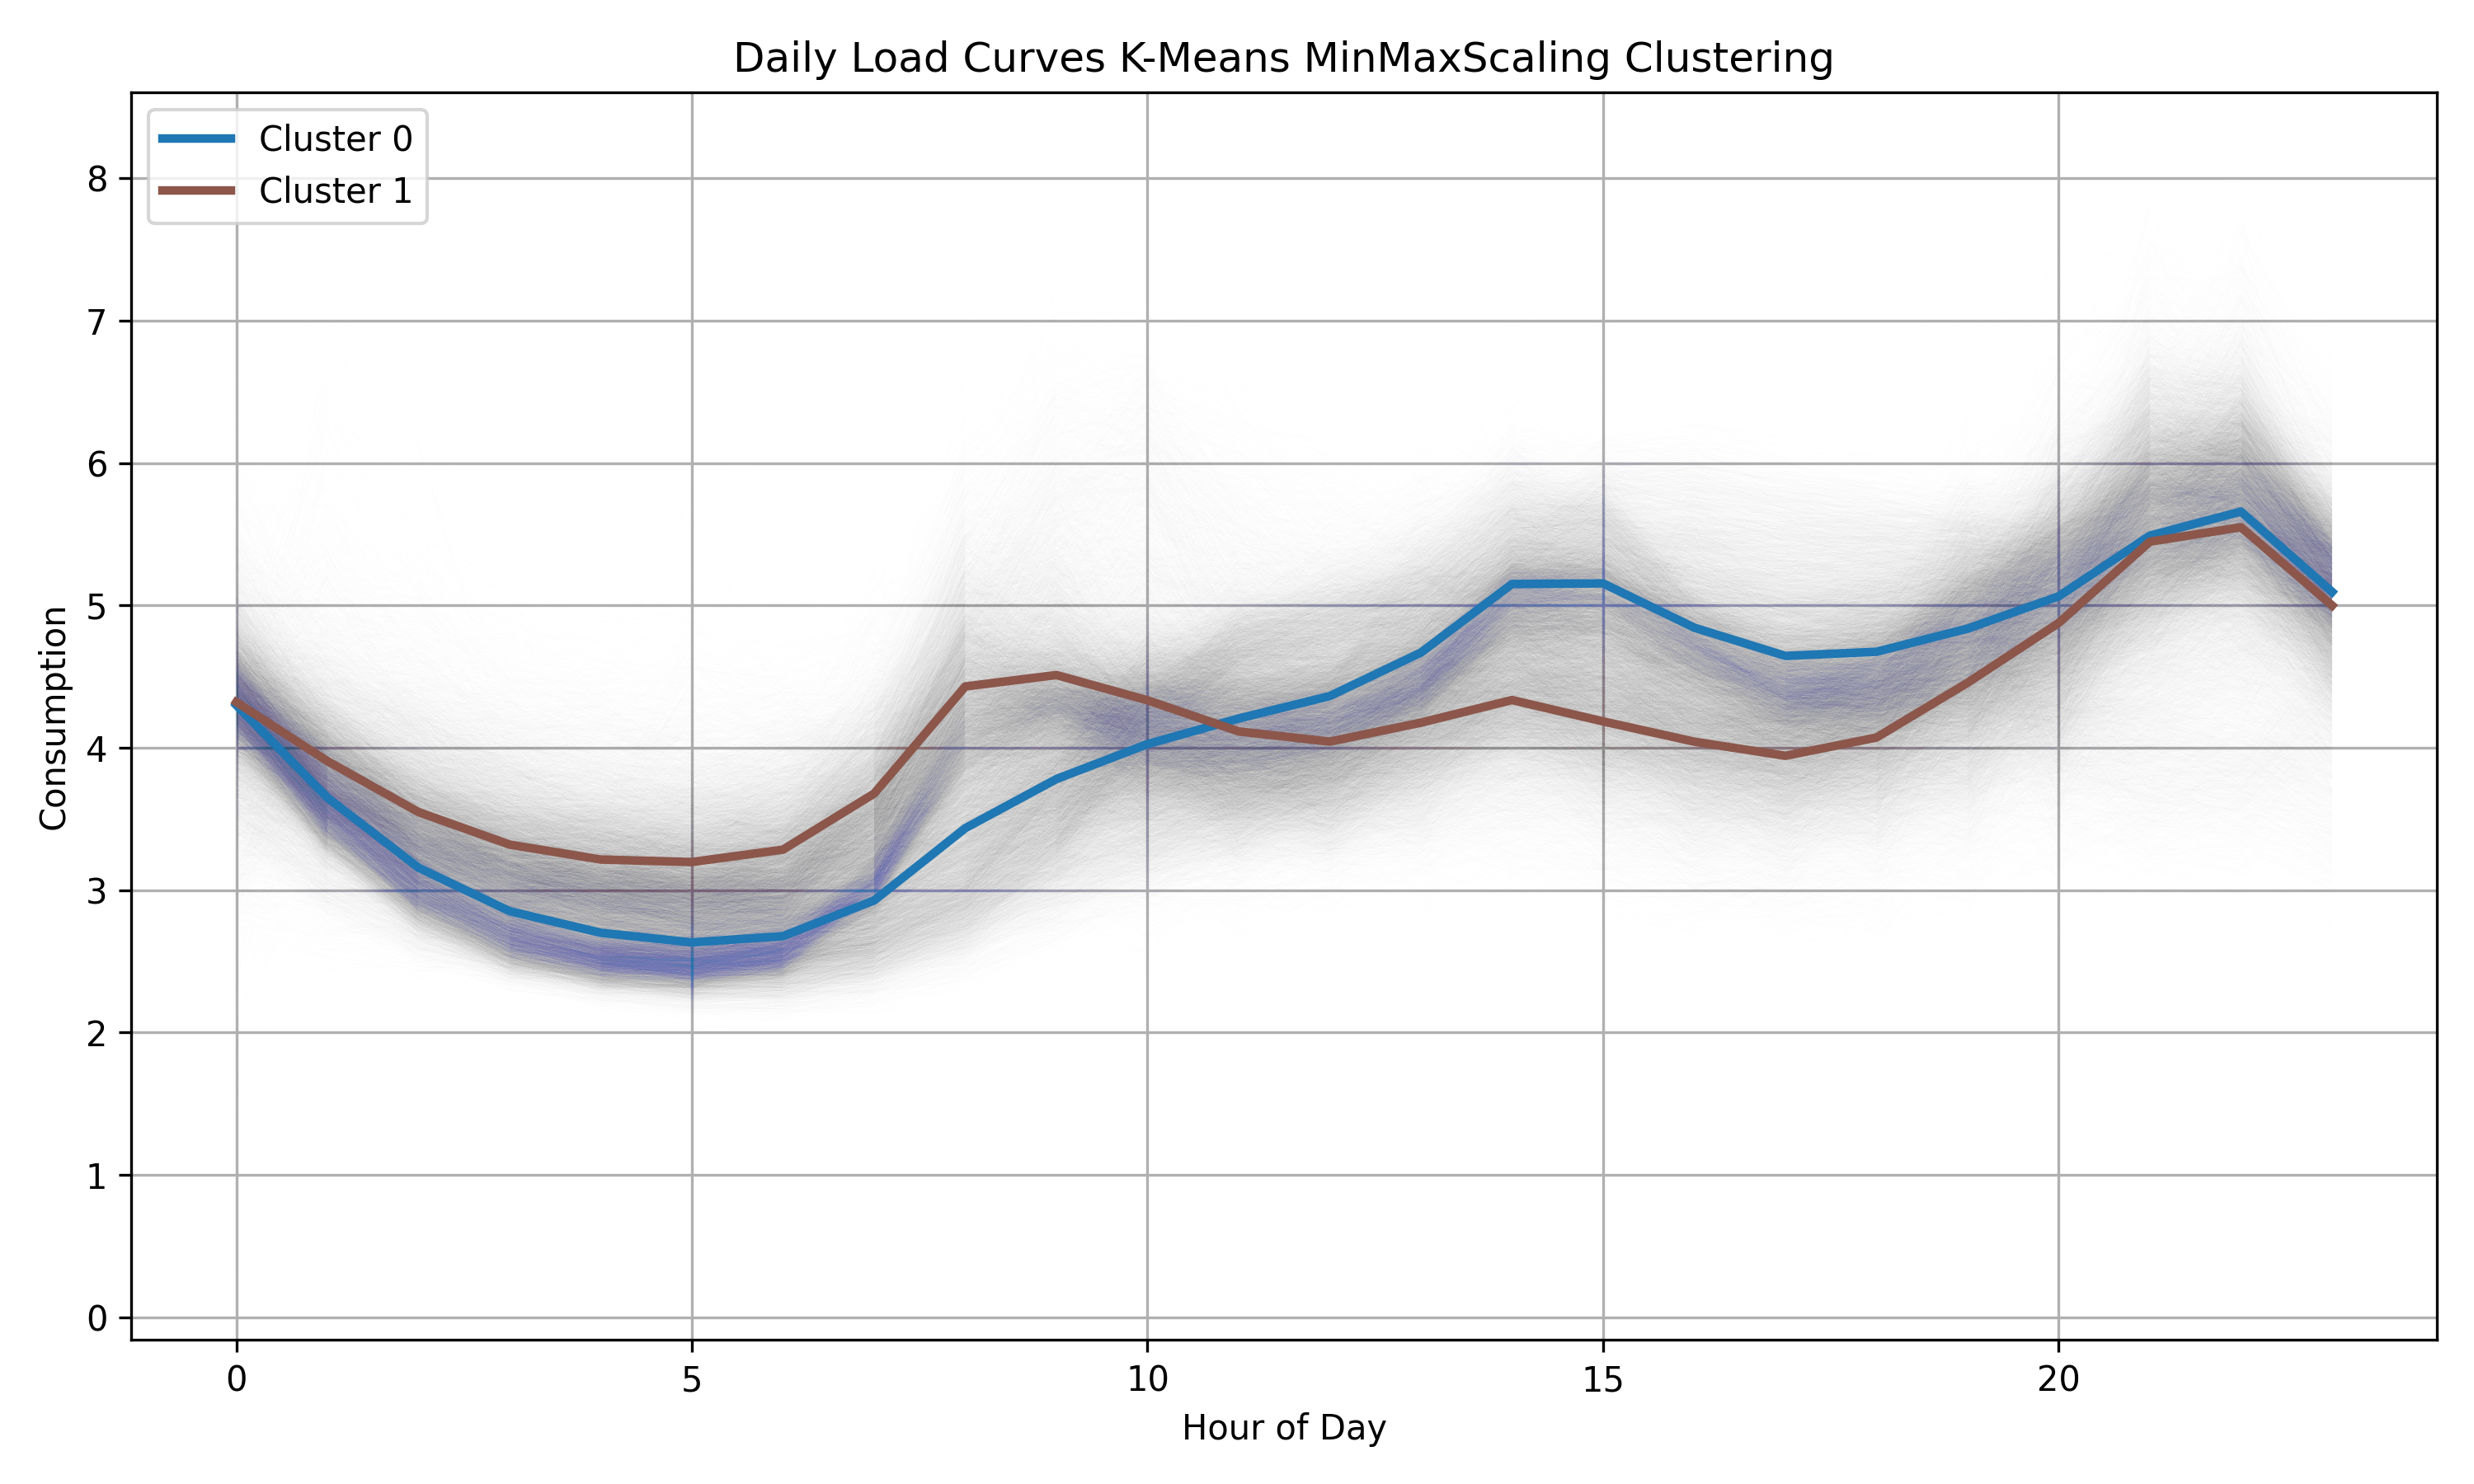 Daily Load Curves K-Means MinMaxScaling Clustering
Cluster 0
Cluster 1
8
7
6
5
4
3
2
1
0
Consumption
0 5 10 15 20
Hour of Day